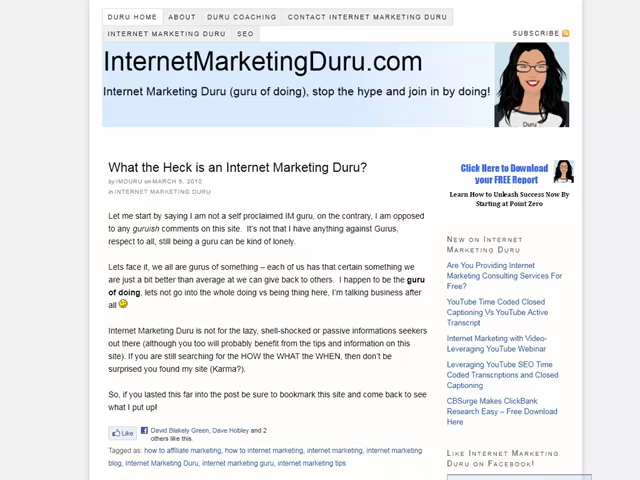 DURU HOME
ABOUT
DURU COACHING
CONTACT INTERNET MARKETING DURU
INTERNET MARKETING DURU
SEO
SUBSCRIBE
InternetMarketingDuru.com
Internet Marketing Duru (guru of doing), stop the hype and join in by doing!
Duru
What the Heck is an Internet Marketing Duru?
by IMDURU on MARCH 5, 2010
in INTERNET MARKETING DURU
Let me start by saying I am not a self proclaimed IM guru, on the contrary, I am opposed
to any guruish comments on this site. It's not that I have anything against Gurus,
respect to all, still being a guru can be kind of lonely.
Lets face it, we all are gurus of something – each of us has that certain something we
are just a bit better than average at we can give back to others. I happen to be the guru
of doing, lets not go into the whole doing vs being thing here, I'm talking business after
all
Internet Marketing Duru is not for the lazy, shell-shocked or passive informations seekers
out there (although you too will probably benefit from the tips and information on this
site). If you are still searching for the HOW the WHAT the WHEN, then don't be
surprised you found my site (Karma?).
So, if you lasted this far into the post be sure to bookmark this site and come back to see
what I put up!
Like
David Blakely Green, Dave Hobley and 2
others like this.
Tagged as: how to affiliate marketing, how to internet marketing, internet marketing, internet marketing
blog, Internet Marketing Duru, internet marketing guru, internet marketing tips
Click Here to Download
your FREE Report
Learn How to Unleash Success Now By
Starting at Point Zero
NEW ON INTERNET
MARKETING DURU
Are You Providing Internet
Marketing Consulting Services For
Free?
YouTube Time Coded Closed
Captioning Vs YouTube Active
Transcript
Internet Marketing with Video-
Leveraging YouTube Webinar
Leveraging YouTube SEO Time
Coded Transcriptions and Closed
Captioning
CBSurge Makes ClickBank
Research Easy – Free Download
Here
LIKE INTERNET MARKETING
DURU ON FACEBOOK!